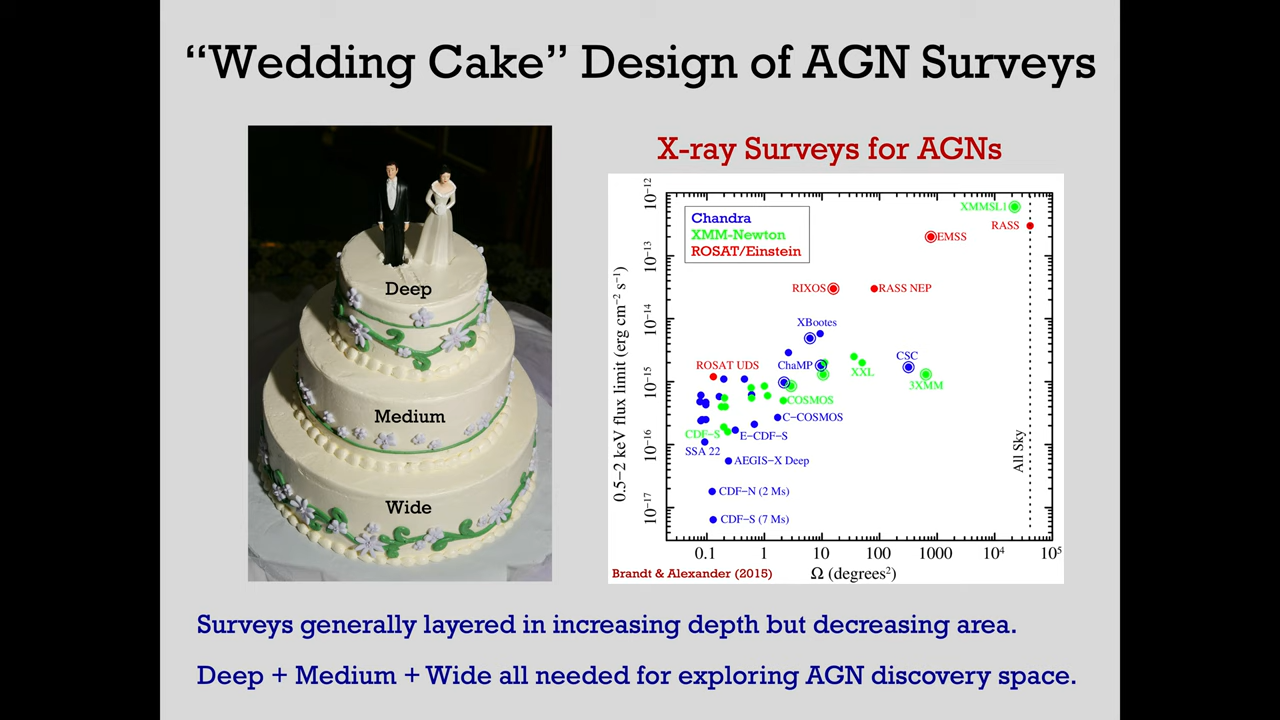 “Wedding Cake” Design of AGN Surveys
Deep
Medium
Wide
X-ray Surveys for AGNs
Chandra
XMM-Newton
ROSAT/Einstein
XMMSL1
RASS
EMSS
RIXOS
RASS NEP
XBootes
ROSAT UDS
ChaMP
CSC
XXL
3XMM
COSMOS
C−COSMOS
CDF−S
E−CDF−S
SSA 22
AEGIS−X Deep
CDF−N (2 Ms)
CDF−S (7 Ms)
All Sky
0.5−2 keV flux limit (erg cm⁻² s⁻¹)
10⁻¹²
10⁻¹³
10⁻¹⁴
10⁻¹⁵
10⁻¹⁶
10⁻¹⁷
0.1 1 10 100 1000 10⁴ 10⁵
Brandt & Alexander (2015)
Ω (degrees²)
Surveys generally layered in increasing depth but decreasing area.
Deep + Medium + Wide all needed for exploring AGN discovery space.